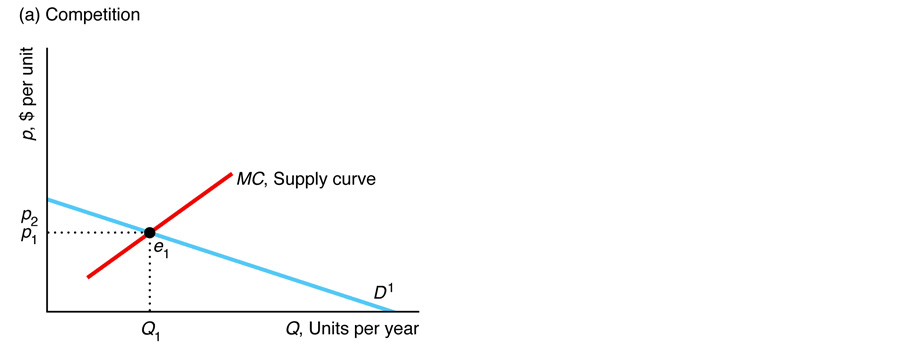 (a) Competition
p, $ per unit
MC, Supply curve
p2
p1
e1
D1
Q1
Q, Units per year